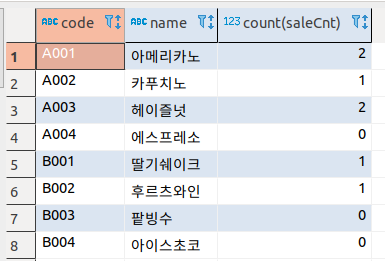 ABC code ABC name 123 count(saleCnt)
1 A001 아메리카노 2
2 A002 카푸치노 1
3 A003 헤이즐넛 2
4 A004 에스프레소 0
5 B001 딸기쉐이크 1
6 B002 후르츠와인 1
7 B003 팥빙수 0
8 B004 아이스초코 0